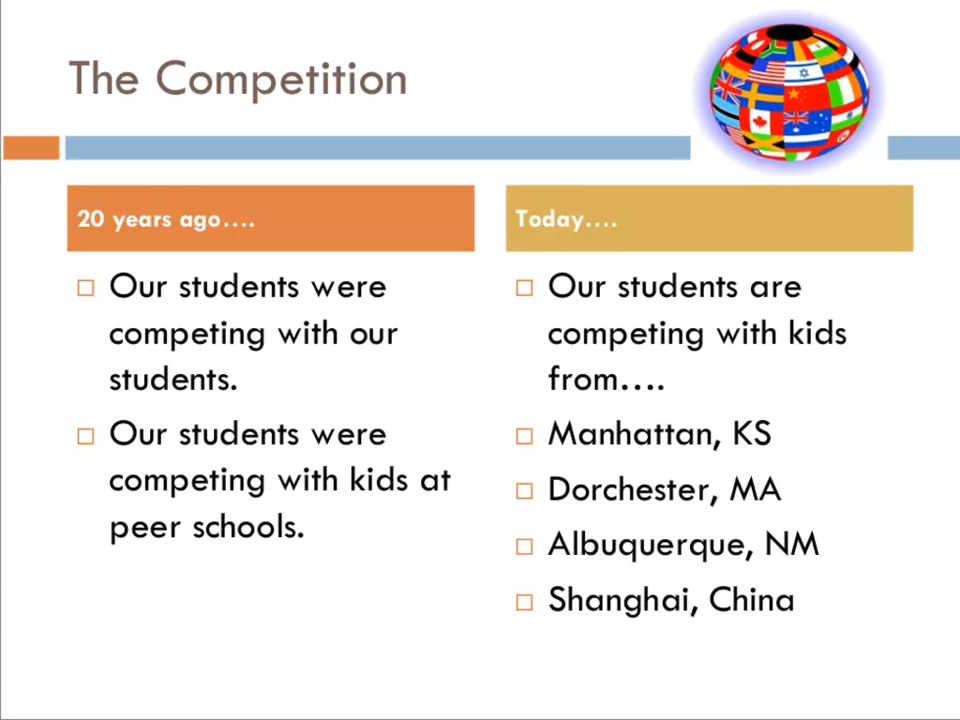 The Competition
20 years ago….
Our students were
competing with our
students.
Our students were
competing with kids at
peer schools.
Today….
Our students are
competing with kids
from….
Manhattan, KS
Dorchester, MA
Albuquerque, NM
Shanghai, China